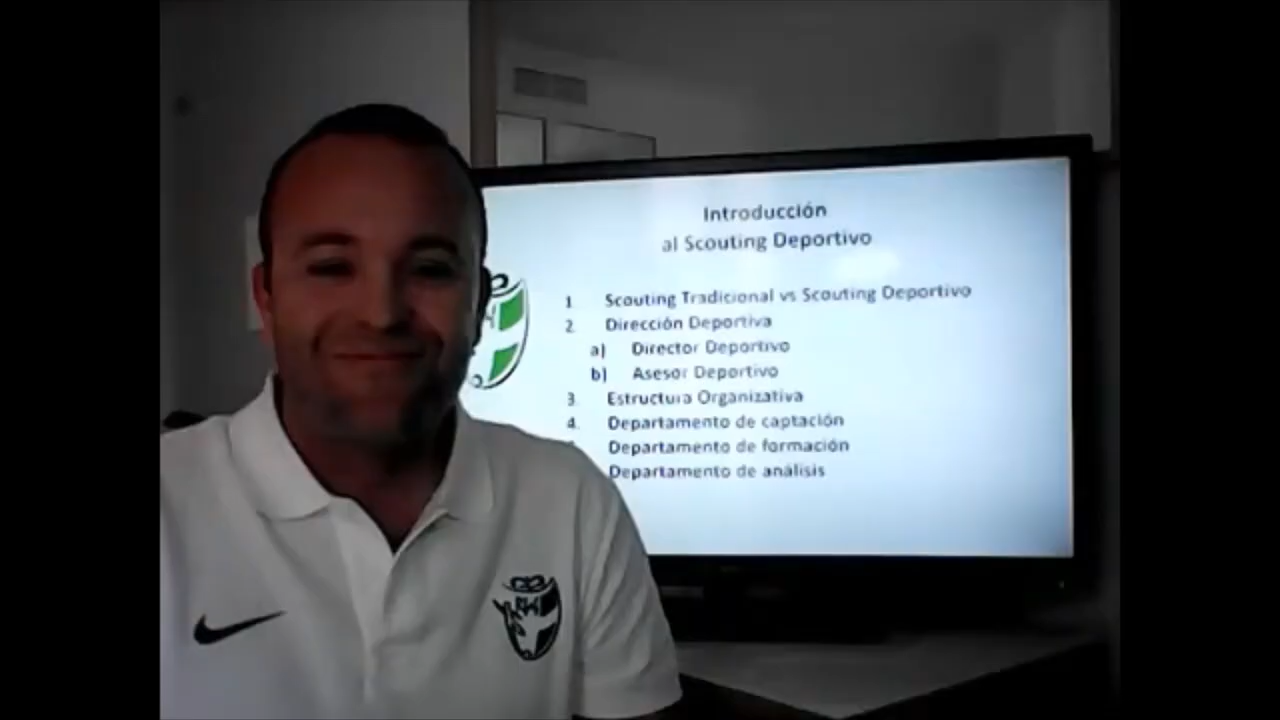 Introducción
al Scouting Deportivo
1. Scouting Tradicional vs Scouting Deportivo
2. Dirección Deportiva
a) Director Deportivo
b) Asesor Deportivo
3. Estructura Organizativa
4. Departamento de captación
Departamento de formación
Departamento de análisis